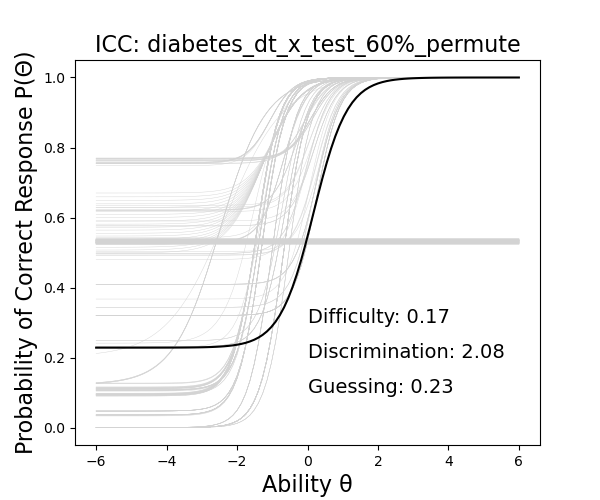 ICC: diabetes_dt_x_test_60%_permute
Probability of Correct Response P(Θ)
1.0
0.8
0.6
0.4
0.2
0.0
Difficulty: 0.17
Discrimination: 2.08
Guessing: 0.23
−6 −4 −2 0 2 4 6
Ability θ